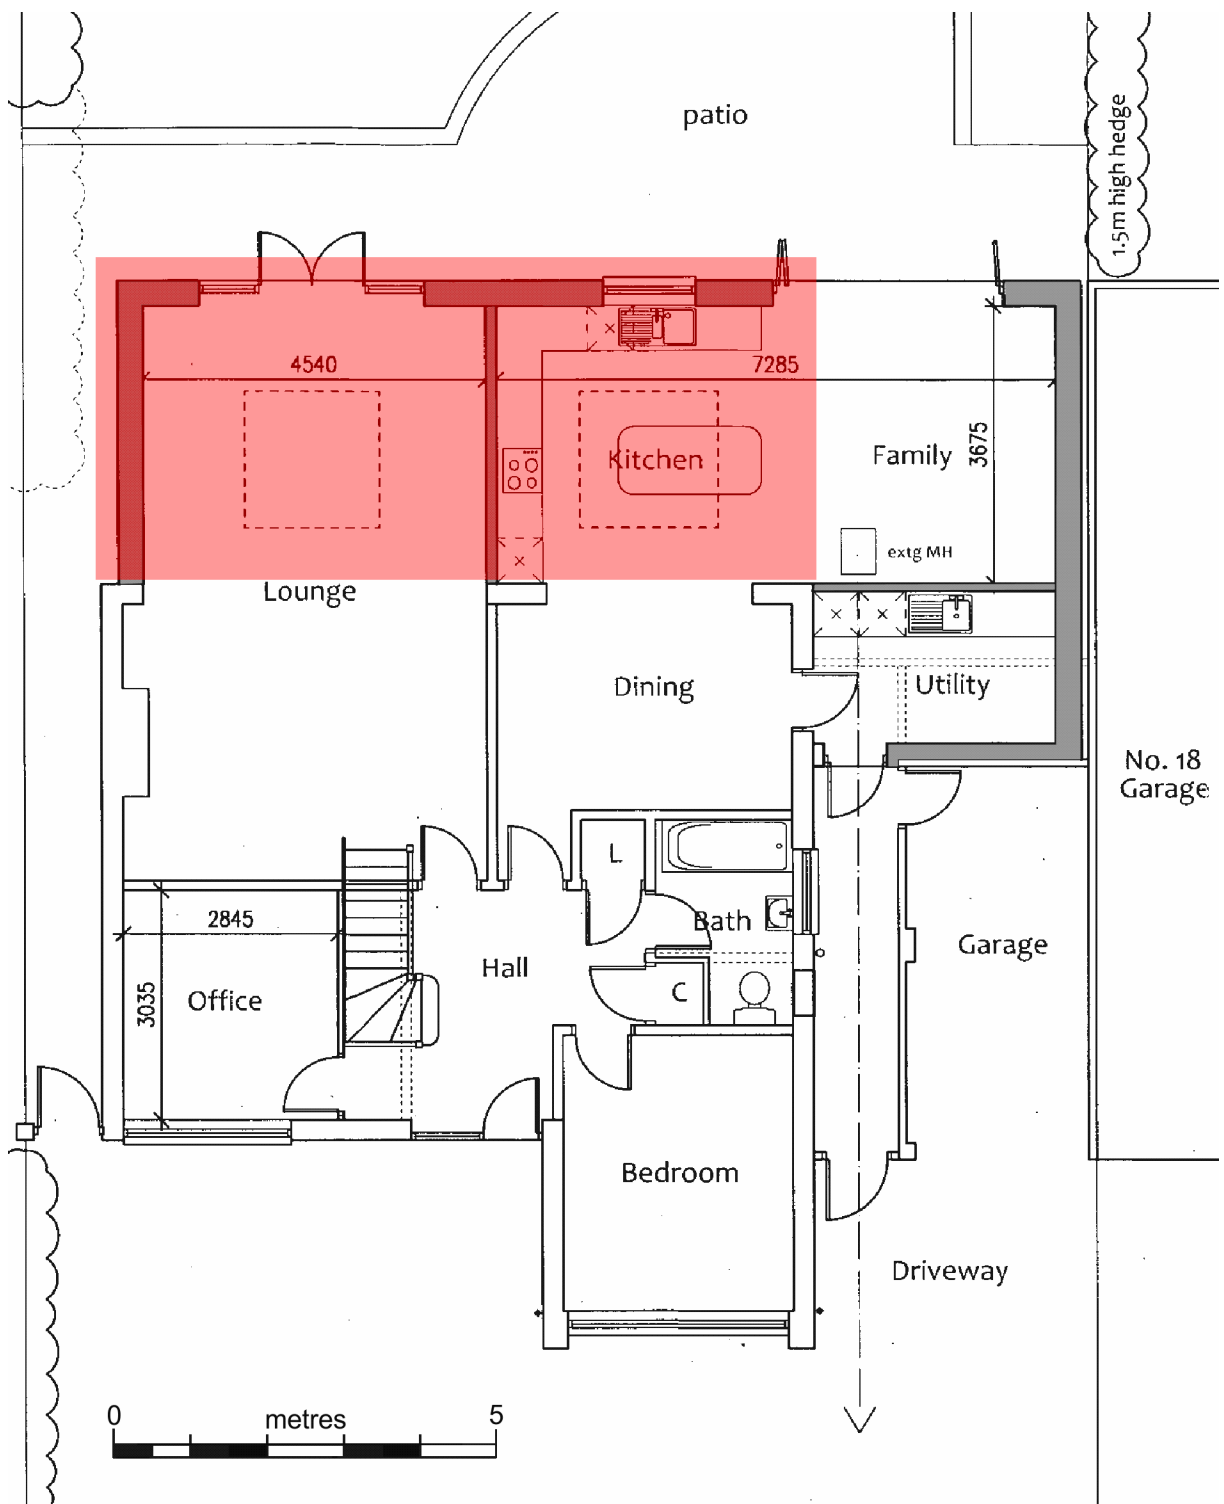 patio
1.5m high hedge
4540
7285
Kitchen
Family
3675
extg MH
Lounge
Dining
Utility
No. 18
Garage
L
Bath
2845
Hall
Garage
3035
Office
C
Bedroom
Driveway
0
metres
5